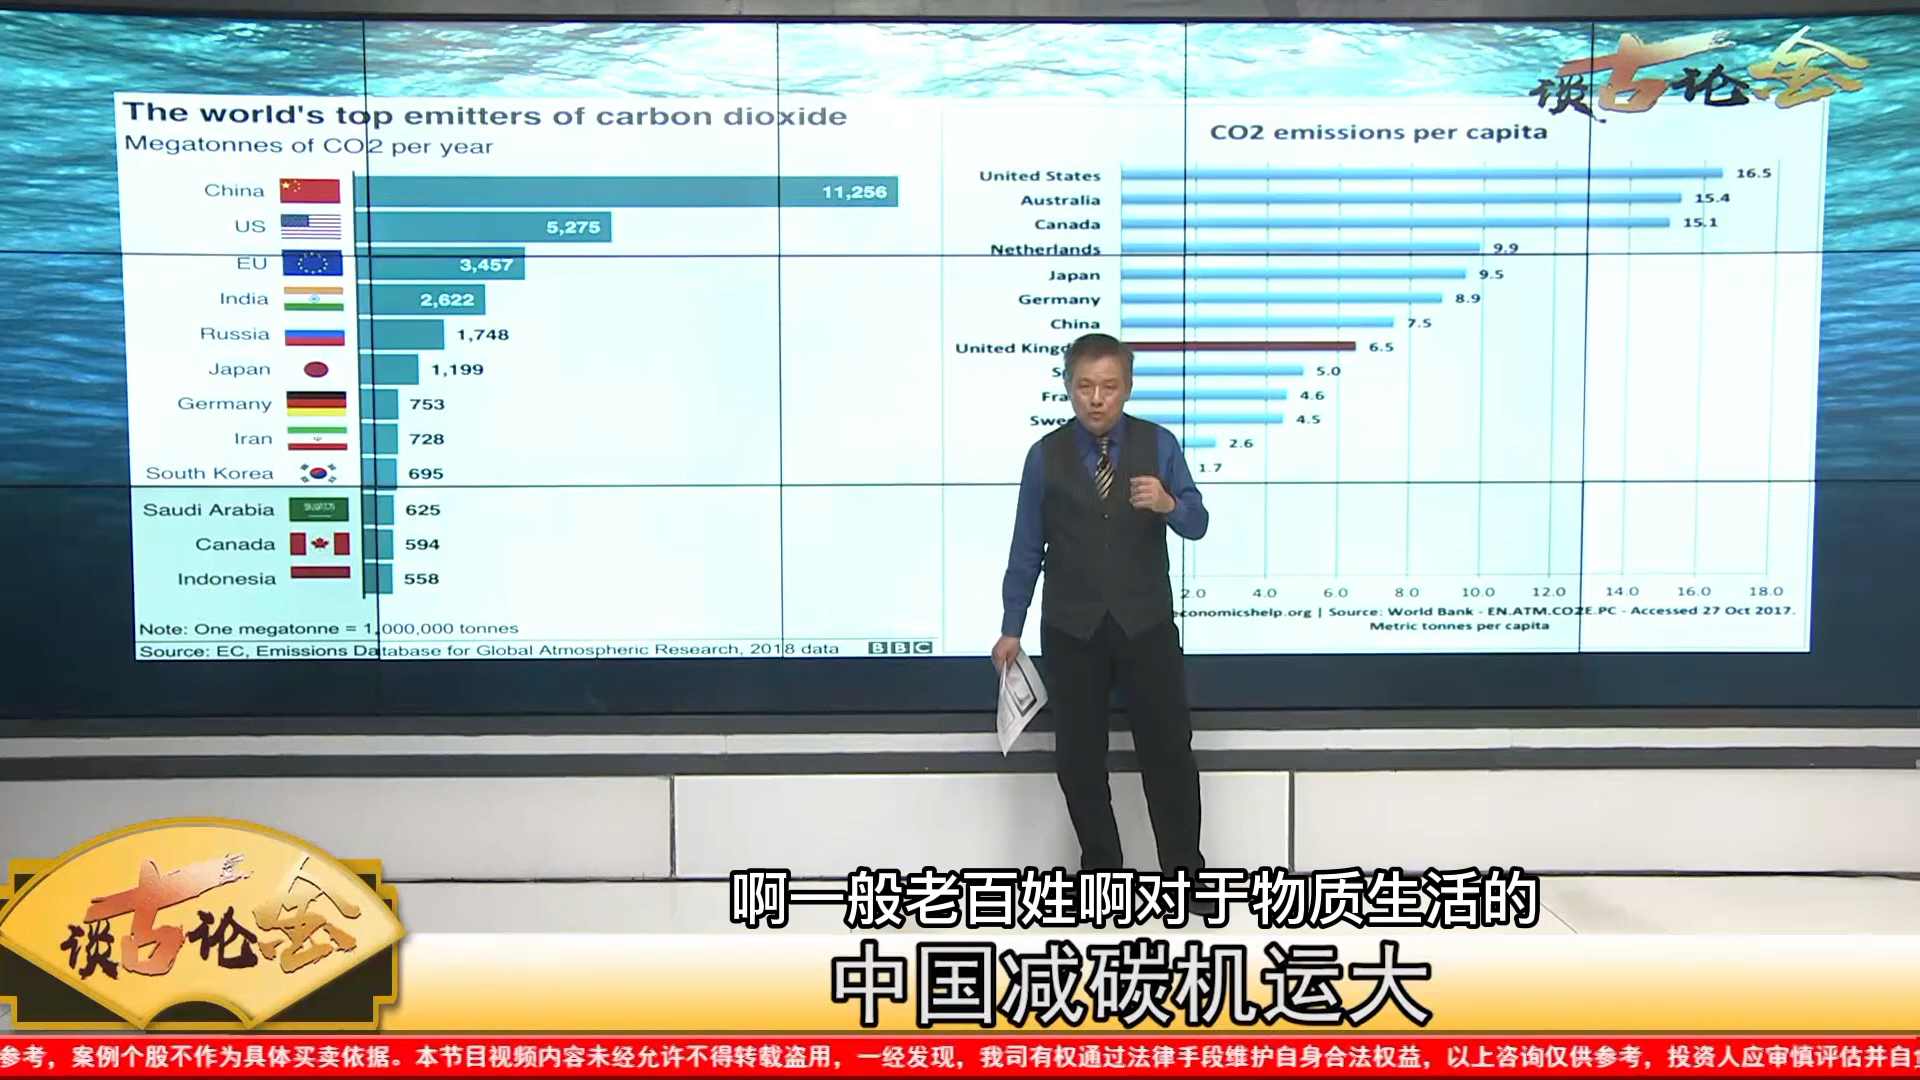 谈古论金
The world's top emitters of carbon dioxide
Megatonnes of CO2 per year
China 11,256
US 5,275
EU 3,457
India 2,622
Russia 1,748
Japan 1,199
Germany 753
Iran 728
South Korea 695
Saudi Arabia 625
Canada 594
Indonesia 558
Note: One megatonne = 1,000,000 tonnes
Source: EC, Emissions Database for Global Atmospheric Research, 2018 data BBC
CO2 emissions per capita
United States 16.5
Australia 15.4
Canada 15.1
Netherlands 9.9
Japan 9.5
Germany 8.9
China 7.5
United 6.5
5.0
4.6
4.5
2.6
1.7
2.0 4.0 6.0 8.0 10.0 12.0 14.0 16.0 18.0
economicshelp.org | Source: World Bank - EN.ATM.CO2E.PC - Accessed 27 Oct 2017.
Metric tonnes per capita
啊一般老百姓啊对于物质生活的
谈古论金
中国减碳机运大
参考，案例个股不作为具体买卖依据。本节目视频内容未经允许不得转载盗用，一经发现，我司有权通过法律手段维护自身合法权益，以上咨询仅供参考，投资人应审慎评估并自